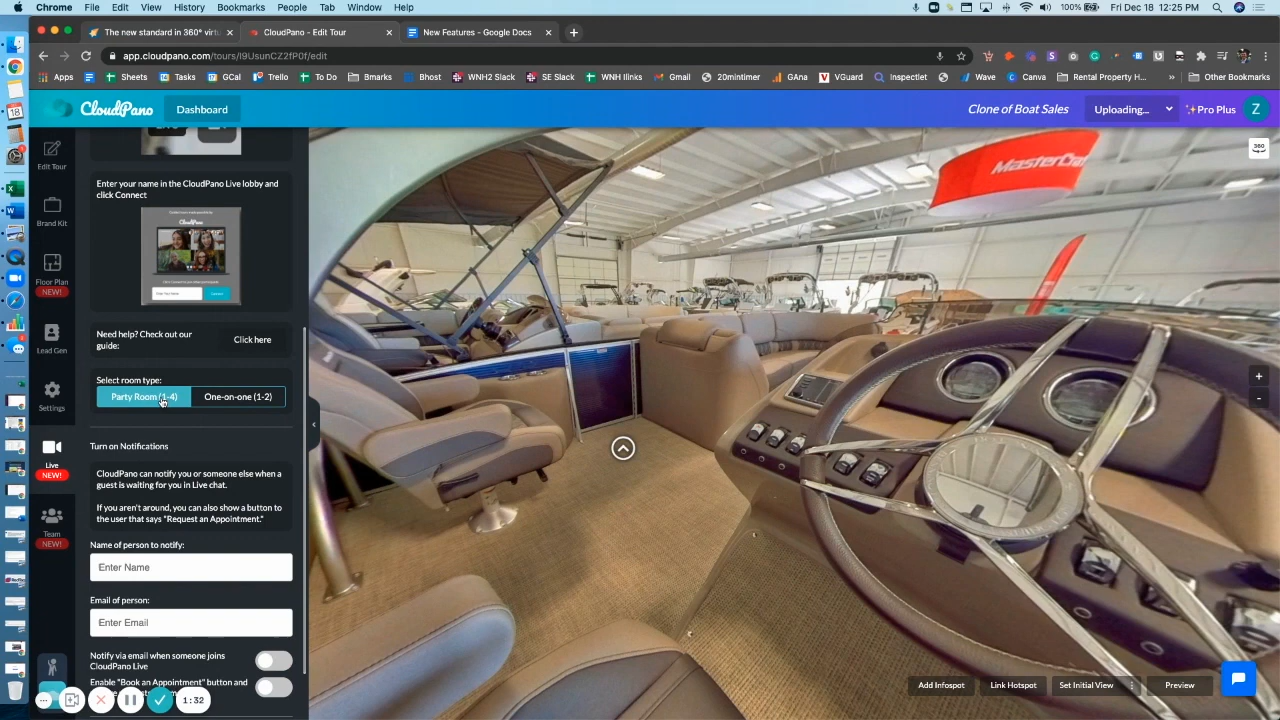 Chrome File Edit View History Bookmarks People Tab Window Help 100% Fri Dec 18 12:25 PM
The new standard in 360° virtu
CloudPano - Edit Tour
New Features - Google Docs
app.cloudpano.com/tours/I9UsunCZ2fP0f/edit
Apps Sheets Tasks GCal Trello To Do Bmarks Bhost WNH2 Slack SE Slack WNH links Gmail 20mintimer GAna VGuard Inspectlet Wave Canva Rental Property H... Other Bookmarks
CloudPano Dashboard Clone of Boat Sales Uploading... Pro Plus Z
Edit Tour
Brand Kit
Floor Plan
NEW!
Lead Gen
Settings
Live
NEW!
Team
NEW!
Enter your name in the CloudPano Live lobby and
click Connect
CloudPano
Need help? Check out our
guide:
Click here
Select room type:
Party Room (1-4) One-on-one (1-2)
Turn on Notifications
CloudPano can notify you or someone else when a
guest is waiting for you in Live chat.
If you aren't around, you can also show a button to
the user that says "Request an Appointment."
Name of person to notify:
Enter Name
Email of person:
Enter Email
Notify via email when someone joins
CloudPano Live
Enable "Book an Appointment" button and
1:32
MasterCraft
360
+
-
Add Infospot Link Hotspot Set Initial View Preview